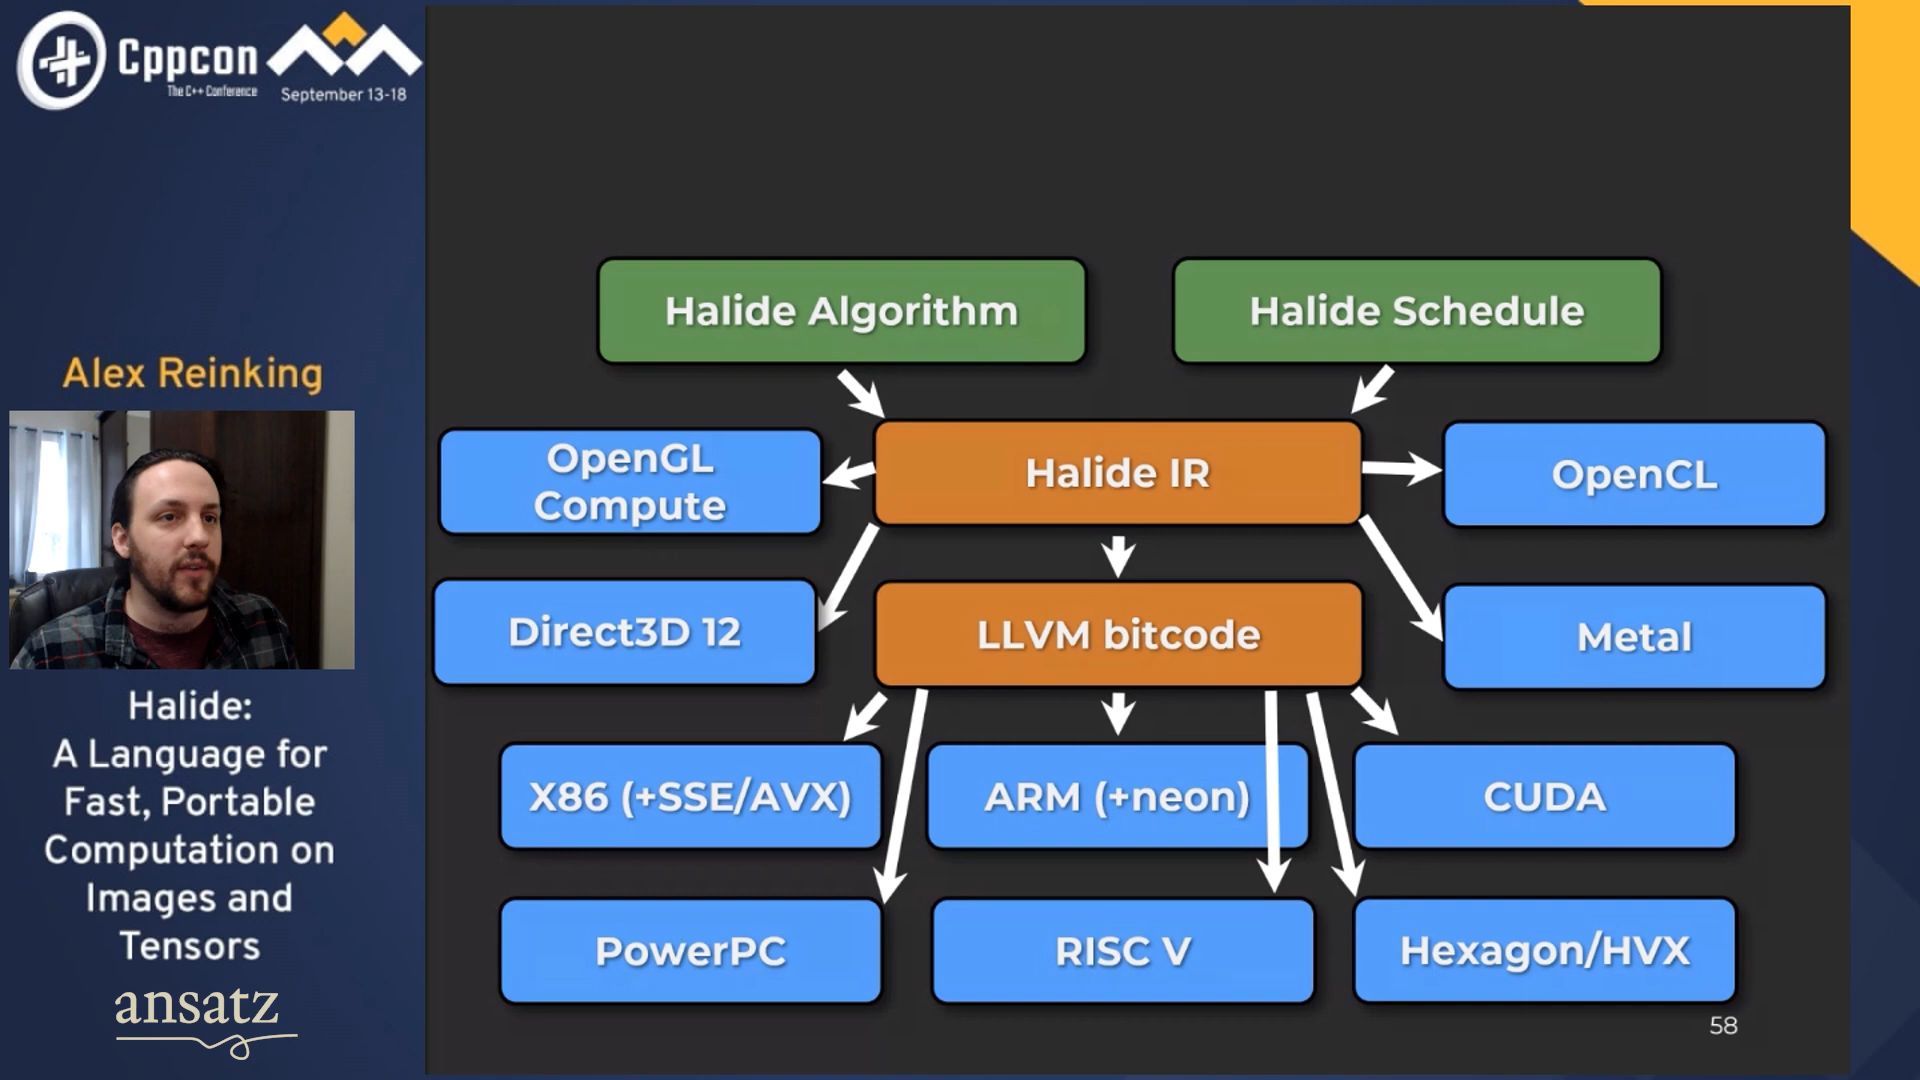 Cppcon
The C++ Conference
September 13-18
Alex Reinking
Halide:
A Language for
Fast, Portable
Computation on
Images and
Tensors
ansatz
Halide Algorithm
Halide Schedule
OpenGL
Compute
Halide IR
OpenCL
Direct3D 12
LLVM bitcode
Metal
X86 (+SSE/AVX)
ARM (+neon)
CUDA
PowerPC
RISC V
Hexagon/HVX
58